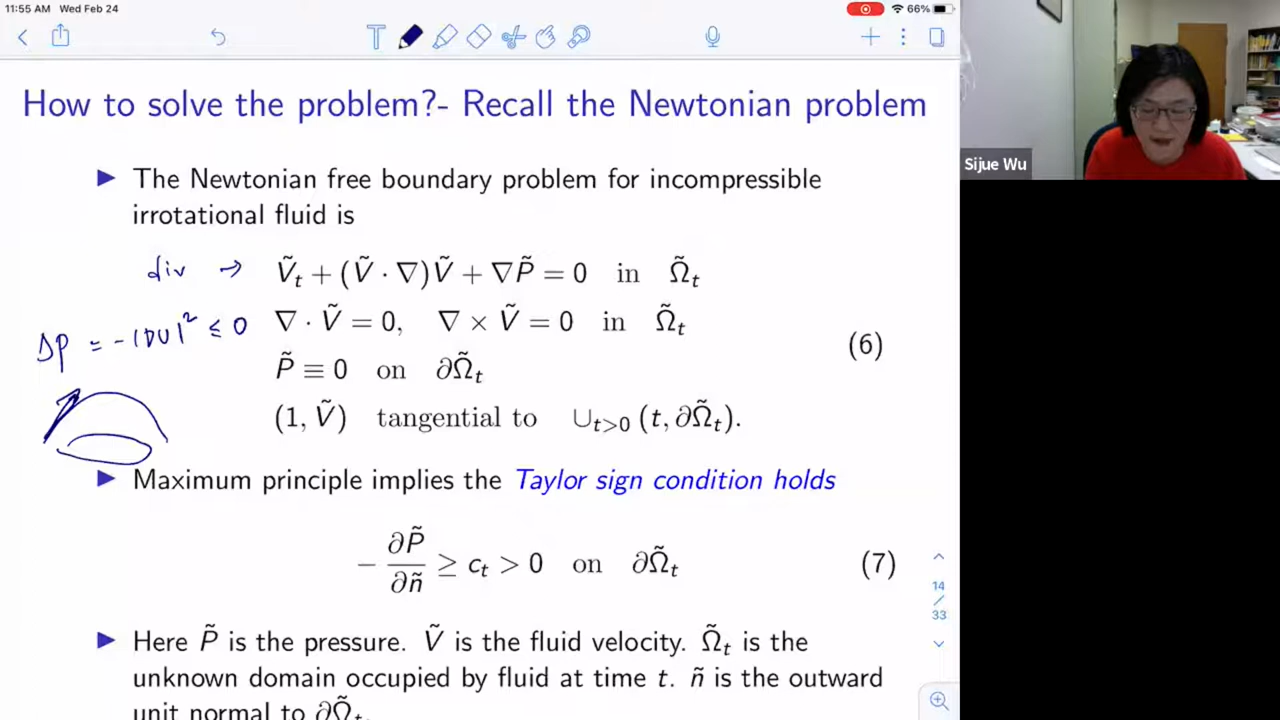 11:55 AM Wed Feb 24
66%
How to solve the problem?- Recall the Newtonian problem
▶ The Newtonian free boundary problem for incompressible
irrotational fluid is
div → Ṽ_t + (Ṽ · ∇)Ṽ + ∇P̃ = 0 in Ω̃_t
Δp = -|∇v|² ≤ 0 ∇ · Ṽ = 0, ∇ × Ṽ = 0 in Ω̃_t
(6)
P̃ ≡ 0 on ∂Ω̃_t
(1, Ṽ) tangential to ∪_{t>0} (t, ∂Ω̃_t).
▶ Maximum principle implies the Taylor sign condition holds
- ∂P̃/∂ñ ≥ c_t > 0 on ∂Ω̃_t (7)
▶ Here P̃ is the pressure. Ṽ is the fluid velocity. Ω̃_t is the
unknown domain occupied by fluid at time t. ñ is the outward
unit normal to ∂Ω̃_t.
14
/
33
Sijue Wu